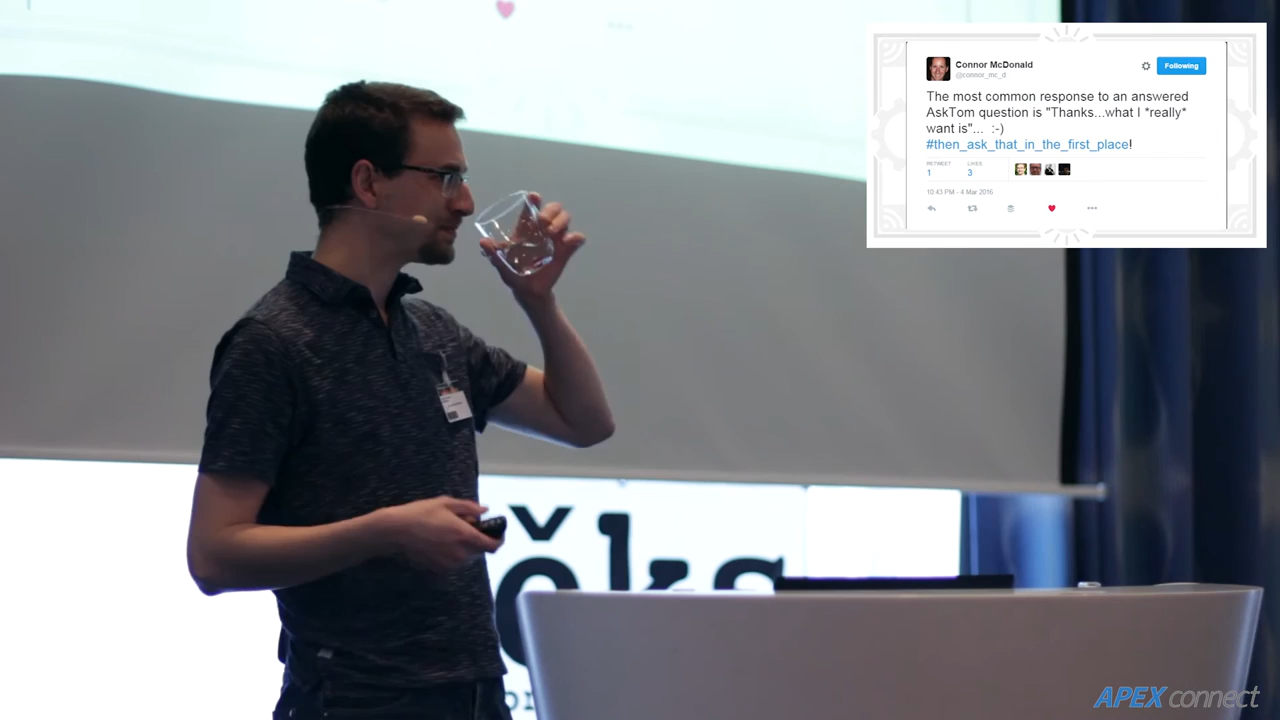 Connor McDonald
@connor_mc_d
Following
The most common response to an answered
AskTom question is "Thanks...what I *really*
want is"... :-)
#then_ask_that_in_the_first_place!
RETWEET
LIKES
1
3
10:43 PM - 4 Mar 2016
ǒks
APEX connect